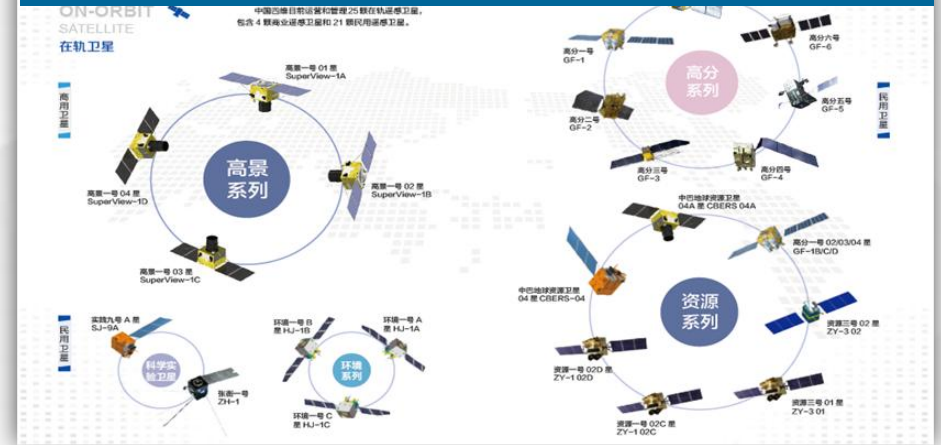 ON-ORBIT
SATELLITE
在轨卫星
中国四维目前运营和管理25颗在轨遥感卫星,
包含 4 颗商业遥感卫星和 21 颗民用遥感卫星。
商用卫星
高景一号 01 星
SuperView-1A
高景一号 02 星
SuperView-1B
高景一号 03 星
SuperView-1C
高景一号 04 星
SuperView-1D
高景
系列
民用卫星
高分一号
GF-1
高分二号
GF-2
高分三号
GF-3
高分四号
GF-4
高分五号
GF-5
高分六号
GF-6
高分
系列
中巴地球资源卫星
04A 星 CBERS 04A
高分一号 02/03/04 星
GF-1B/C/D
中巴地球资源卫星
04 星 CBERS-04
资源三号 02 星
ZY-3 02
资源一号 02D 星
ZY-1 02D
资源三号 01 星
ZY-3 01
资源一号 02C 星
ZY-1 02C
资源
系列
民用卫星
实践九号 A 星
SJ-9A
张衡一号
ZH-1
科学实
验卫星
环境一号 B
星 HJ-1B
环境一号 A
星 HJ-1A
环境一号 C
星 HJ-1C
环境
系列